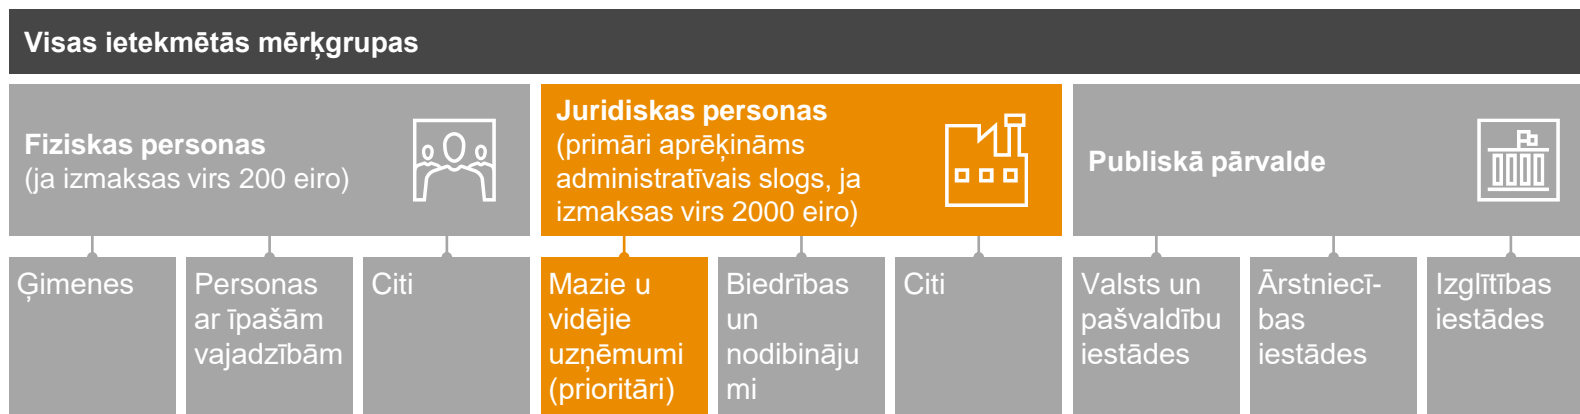 Visas ietekmētās mērķgrupas
Fiziskas personas
(ja izmaksas virs 200 eiro)
Juridiskas personas
(primāri aprēķināms
administratīvais slogs, ja
izmaksas virs 2000 eiro)
Publiskā pārvalde
Ģimenes
Personas
ar īpašām
vajadzībām
Citi
Mazie u
vidējie
uzņēmumi
(prioritāri)
Biedrības
un
nodibināju
mi
Citi
Valsts un
pašvaldību
iestādes
Ārstniecī-
bas
iestādes
Izglītības
iestādes